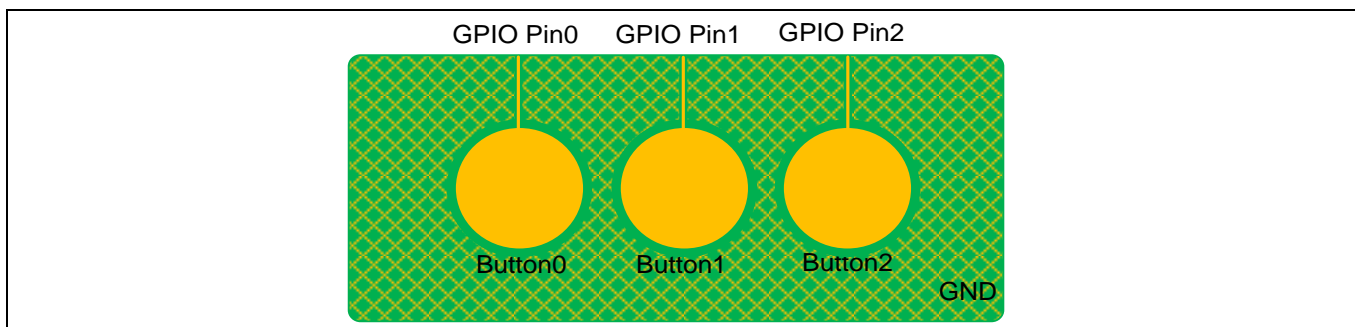 GPIO Pin0 GPIO Pin1 GPIO Pin2
Button0 Button1 Button2
GND